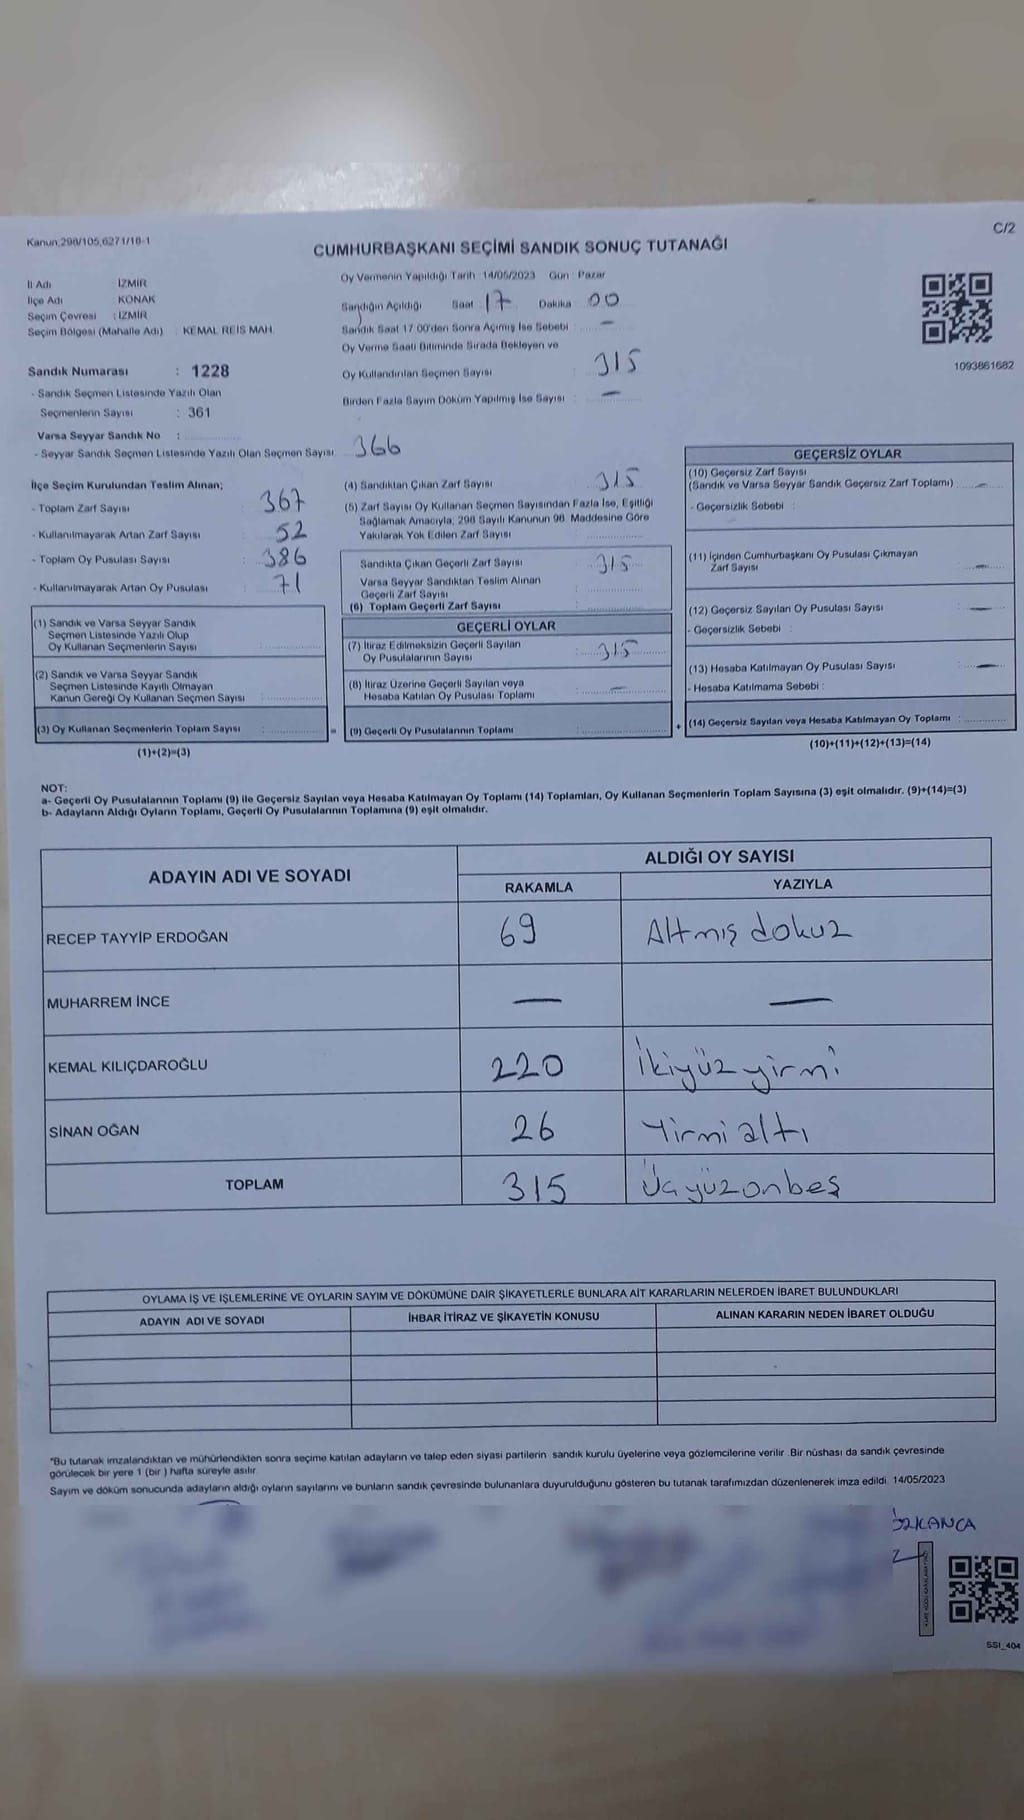 Kanun;298/105,6271/16-1
C/2
CUMHURBAŞKANI SEÇİMİ SANDIK SONUÇ TUTANAĞI
İl Adı : İZMİR
İlçe Adı : KONAK
Seçim Çevresi : İZMİR
Seçim Bölgesi (Mahalle Adı) : KEMAL REİS MAH.
Oy Vermenin Yapıldığı Tarih : 14/05/2023 Gün : Pazar
Sandığın Açıldığı Saat : 17 Dakika : 00
Sandık Saat 17.00'den Sonra Açılmış İse Sebebi : —
Oy Verme Saati Bitiminde Sırada Bekleyen ve
Oy Kullandırılan Seçmen Sayısı : 315
Birden Fazla Sayım Döküm Yapılmış İse Sayısı : —
1093861682
Sandık Numarası : 1228
- Sandık Seçmen Listesinde Yazılı Olan
Seçmenlerin Sayısı : 361
Varsa Seyyar Sandık No :
- Seyyar Sandık Seçmen Listesinde Yazılı Olan Seçmen Sayısı 366
İlçe Seçim Kurulundan Teslim Alınan;
- Toplam Zarf Sayısı : 367
- Kullanılmayarak Artan Zarf Sayısı : 52
- Toplam Oy Pusulası Sayısı : 386
- Kullanılmayarak Artan Oy Pusulası : 71
(1) Sandık ve Varsa Seyyar Sandık
Seçmen Listesinde Yazılı Olup
Oy Kullanan Seçmenlerin Sayısı :
(2) Sandık ve Varsa Seyyar Sandık
Seçmen Listesinde Kayıtlı Olmayan
Kanun Gereği Oy Kullanan Seçmen Sayısı :
(3) Oy Kullanan Seçmenlerin Toplam Sayısı :
(1)+(2)=(3)
=
(4) Sandıktan Çıkan Zarf Sayısı : 315
(5) Zarf Sayısı Oy Kullanan Seçmen Sayısından Fazla İse, Eşitliği
Sağlamak Amacıyla, 298 Sayılı Kanunun 98. Maddesine Göre
Yakılarak Yok Edilen Zarf Sayısı :
Sandıkta Çıkan Geçerli Zarf Sayısı : 315
Varsa Seyyar Sandıktan Teslim Alınan
Geçerli Zarf Sayısı :
(6) Toplam Geçerli Zarf Sayısı :
GEÇERLİ OYLAR
(7) İtiraz Edilmeksizin Geçerli Sayılan
Oy Pusulalarının Sayısı : 315
(8) İtiraz Üzerine Geçerli Sayılan veya
Hesaba Katılan Oy Pusulası Toplamı : —
(9) Geçerli Oy Pusulalarının Toplamı :
+
GEÇERSİZ OYLAR
(10) Geçersiz Zarf Sayısı
(Sandık ve Varsa Seyyar Sandık Geçersiz Zarf Toplamı) : —
- Geçersizlik Sebebi :
(11) İçinden Cumhurbaşkanı Oy Pusulası Çıkmayan
Zarf Sayısı : —
(12) Geçersiz Sayılan Oy Pusulası Sayısı : —
- Geçersizlik Sebebi :
(13) Hesaba Katılmayan Oy Pusulası Sayısı : —
- Hesaba Katılmama Sebebi :
(14) Geçersiz Sayılan veya Hesaba Katılmayan Oy Toplamı :
(10)+(11)+(12)+(13)=(14)
NOT:
a- Geçerli Oy Pusulalarının Toplamı (9) ile Geçersiz Sayılan veya Hesaba Katılmayan Oy Toplamı (14) Toplamları, Oy Kullanan Seçmenlerin Toplam Sayısına (3) eşit olmalıdır. (9)+(14)=(3)
b- Adayların Aldığı Oyların Toplamı, Geçerli Oy Pusulalarının Toplamına (9) eşit olmalıdır.
ADAYIN ADI VE SOYADI
ALDIĞI OY SAYISI
RAKAMLA YAZIYLA
RECEP TAYYİP ERDOĞAN 69 Altmış dokuz
MUHARREM İNCE — —
KEMAL KILIÇDAROĞLU 220 İkiyüz yirmi
SİNAN OĞAN 26 Yirmi altı
TOPLAM 315 Üçyüzonbeş
OYLAMA İŞ VE İŞLEMLERİNE VE OYLARIN SAYIM VE DÖKÜMÜNE DAİR ŞİKAYETLERLE BUNLARA AİT KARARLARIN NELERDEN İBARET BULUNDUKLARI
ADAYIN ADI VE SOYADI İHBAR İTİRAZ VE ŞİKAYETİN KONUSU ALINAN KARARIN NEDEN İBARET OLDUĞU
"Bu tutanak imzalandıktan ve mühürlendikten sonra seçime katılan adayların ve talep eden siyasi partilerin sandık kurulu üyelerine veya gözlemcilerine verilir. Bir nüshası da sandık çevresinde
görülecek bir yere 1 (bir ) hafta süreyle asılır.
Sayım ve döküm sonucunda adayların aldığı oyların sayılarını ve bunların sandık çevresinde bulunanlara duyurulduğunu gösteren bu tutanak tarafımızdan düzenlenerek imza edildi. 14/05/2023
SSI_404